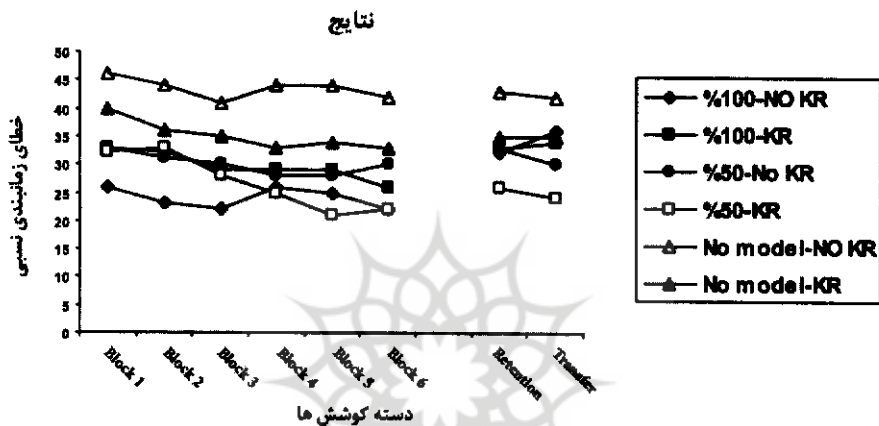 نتایج
خطای زمانبندی نسبی
50
45
40
35
30
25
20
15
10
5
0
Block 1
Block 2
Block 3
Block 4
Block 5
Block 6
Retention
Transfer
دسته کوشش ها
%100-NO KR
%100-KR
%50-No KR
%50-KR
No model-NO KR
No model-KR